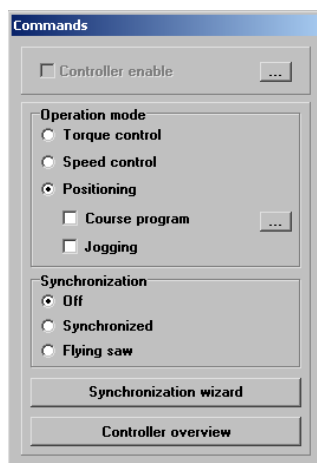 Commands
Controller enable
...
Operation mode
Torque control
Speed control
Positioning
Course program
...
Jogging
Synchronization
Off
Synchronized
Flying saw
Synchronization wizard
Controller overview